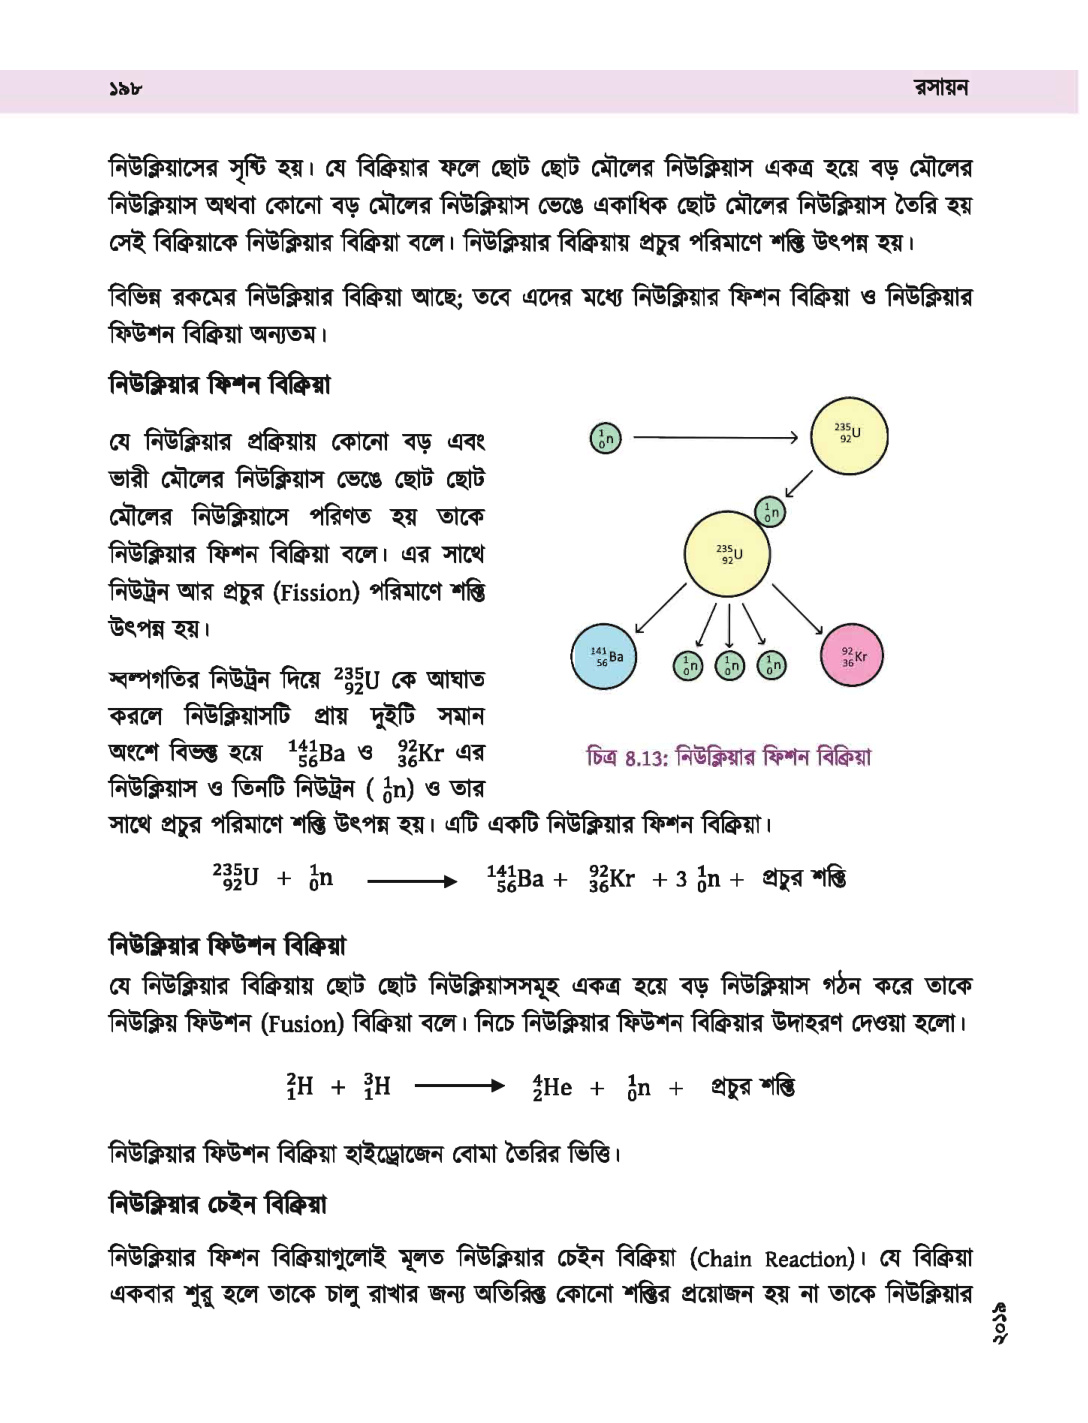 ১৯৮
রসায়ন
নিউক্লিয়াসের সৃষ্টি হয়। যে বিক্রিয়ার ফলে ছোট ছোট মৌলের নিউক্লিয়াস একত্র হয়ে বড় মৌলের
নিউক্লিয়াস অথবা কোনো বড় মৌলের নিউক্লিয়াস ভেঙে একাধিক ছোট মৌলের নিউক্লিয়াস তৈরি হয়
সেই বিক্রিয়াকে নিউক্লিয়ার বিক্রিয়া বলে। নিউক্লিয়ার বিক্রিয়ায় প্রচুর পরিমাণে শক্তি উৎপন্ন হয়।
বিভিন্ন রকমের নিউক্লিয়ার বিক্রিয়া আছে; তবে এদের মধ্যে নিউক্লিয়ার ফিশন বিক্রিয়া ও নিউক্লিয়ার
ফিউশন বিক্রিয়া অন্যতম।
নিউক্লিয়ার ফিশন বিক্রিয়া
যে নিউক্লিয়ার প্রক্রিয়ায় কোনো বড় এবং
ভারী মৌলের নিউক্লিয়াস ভেঙে ছোট ছোট
মৌলের নিউক্লিয়াসে পরিণত হয় তাকে
নিউক্লিয়ার ফিশন বিক্রিয়া বলে। এর সাথে
নিউট্রন আর প্রচুর (Fission) পরিমাণে শক্তি
উৎপন্ন হয়।
স্বল্পগতির নিউট্রন দিয়ে ²³⁵₉₂U কে আঘাত
করলে নিউক্লিয়াসটি প্রায় দুইটি সমান
অংশে বিভক্ত হয়ে ¹⁴¹₅₆Ba ও ⁹²₃₆Kr এর
নিউক্লিয়াস ও তিনটি নিউট্রন ( ¹₀n) ও তার
সাথে প্রচুর পরিমাণে শক্তি উৎপন্ন হয়। এটি একটি নিউক্লিয়ার ফিশন বিক্রিয়া।
¹₀n
²³⁵₉₂U
¹₀n
²³⁵₉₂U
¹⁴¹₅₆Ba
¹₀n
¹₀n
¹₀n
⁹²₃₆Kr
চিত্র 8.13: নিউক্লিয়ার ফিশন বিক্রিয়া
²³⁵₉₂U + ¹₀n ⟶ ¹⁴¹₅₆Ba + ⁹²₃₆Kr + 3 ¹₀n + প্রচুর শক্তি
নিউক্লিয়ার ফিউশন বিক্রিয়া
যে নিউক্লিয়ার বিক্রিয়ায় ছোট ছোট নিউক্লিয়াসসমূহ একত্র হয়ে বড় নিউক্লিয়াস গঠন করে তাকে
নিউক্লিয় ফিউশন (Fusion) বিক্রিয়া বলে। নিচে নিউক্লিয়ার ফিউশন বিক্রিয়ার উদাহরণ দেওয়া হলো।
²₁H + ³₁H ⟶ ⁴₂He + ¹₀n + প্রচুর শক্তি
নিউক্লিয়ার ফিউশন বিক্রিয়া হাইড্রোজেন বোমা তৈরির ভিত্তি।
নিউক্লিয়ার চেইন বিক্রিয়া
নিউক্লিয়ার ফিশন বিক্রিয়াগুলোই মূলত নিউক্লিয়ার চেইন বিক্রিয়া (Chain Reaction)। যে বিক্রিয়া
একবার শুরু হলে তাকে চালু রাখার জন্য অতিরিক্ত কোনো শক্তির প্রয়োজন হয় না তাকে নিউক্লিয়ার
২০১৯